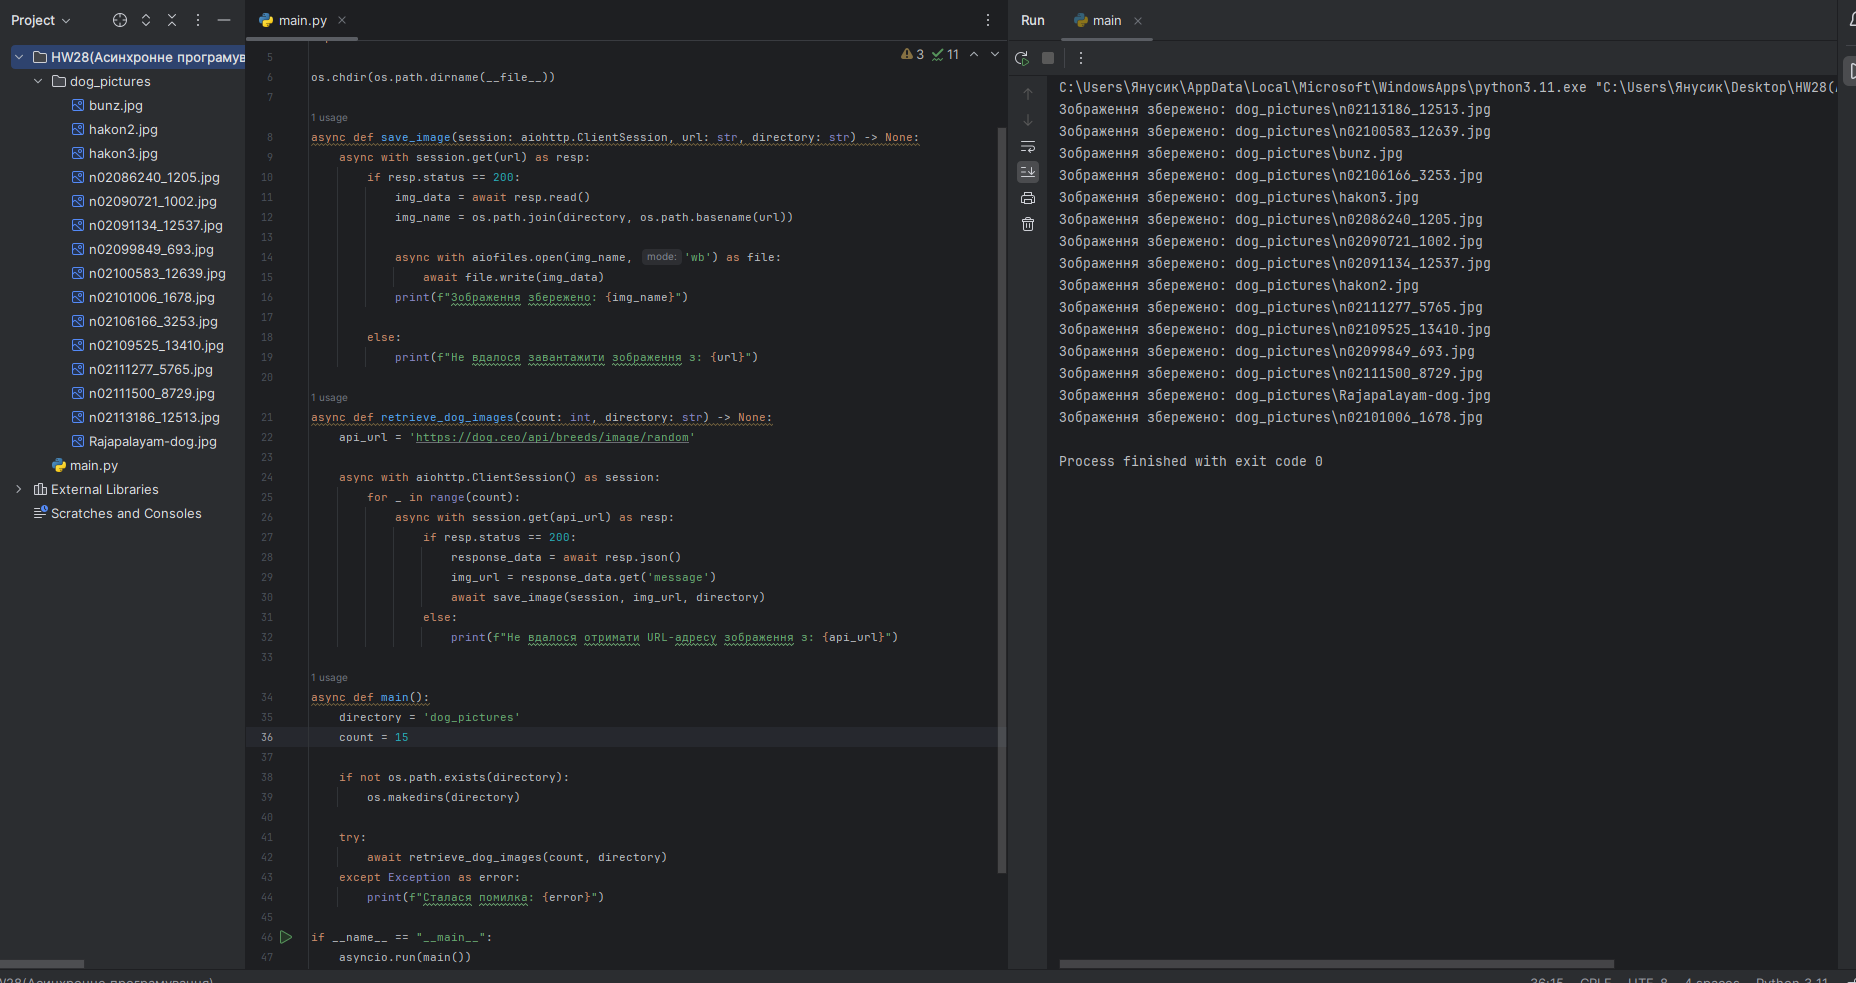 Project
main.py
Run
main
HW28(Асинхронне програмув
dog_pictures
bunz.jpg
hakon2.jpg
hakon3.jpg
n02086240_1205.jpg
n02090721_1002.jpg
n02091134_12537.jpg
n02099849_693.jpg
n02100583_12639.jpg
n02101006_1678.jpg
n02106166_3253.jpg
n02109525_13410.jpg
n02111277_5765.jpg
n02111500_8729.jpg
n02113186_12513.jpg
Rajapalayam-dog.jpg
main.py
External Libraries
Scratches and Consoles
3 11
5
6 os.chdir(os.path.dirname(__file__))
7
1 usage
8 async def save_image(session: aiohttp.ClientSession, url: str, directory: str) -> None:
9 async with session.get(url) as resp:
10 if resp.status == 200:
11 img_data = await resp.read()
12 img_name = os.path.join(directory, os.path.basename(url))
13
14 async with aiofiles.open(img_name, mode: 'wb') as file:
15 await file.write(img_data)
16 print(f"Зображення збережено: {img_name}")
17
18 else:
19 print(f"Не вдалося завантажити зображення з: {url}")
20
1 usage
21 async def retrieve_dog_images(count: int, directory: str) -> None:
22 api_url = 'https://dog.ceo/api/breeds/image/random'
23
24 async with aiohttp.ClientSession() as session:
25 for _ in range(count):
26 async with session.get(api_url) as resp:
27 if resp.status == 200:
28 response_data = await resp.json()
29 img_url = response_data.get('message')
30 await save_image(session, img_url, directory)
31 else:
32 print(f"Не вдалося отримати URL-адресу зображення з: {api_url}")
33
1 usage
34 async def main():
35 directory = 'dog_pictures'
36 count = 15
37
38 if not os.path.exists(directory):
39 os.makedirs(directory)
40
41 try:
42 await retrieve_dog_images(count, directory)
43 except Exception as error:
44 print(f"Сталася помилка: {error}")
45
46 if __name__ == "__main__":
47 asyncio.run(main())
C:\Users\Янусик\AppData\Local\Microsoft\WindowsApps\python3.11.exe "C:\Users\Янусик\Desktop\HW28(
Зображення збережено: dog_pictures\n02113186_12513.jpg
Зображення збережено: dog_pictures\n02100583_12639.jpg
Зображення збережено: dog_pictures\bunz.jpg
Зображення збережено: dog_pictures\n02106166_3253.jpg
Зображення збережено: dog_pictures\hakon3.jpg
Зображення збережено: dog_pictures\n02086240_1205.jpg
Зображення збережено: dog_pictures\n02090721_1002.jpg
Зображення збережено: dog_pictures\n02091134_12537.jpg
Зображення збережено: dog_pictures\hakon2.jpg
Зображення збережено: dog_pictures\n02111277_5765.jpg
Зображення збережено: dog_pictures\n02109525_13410.jpg
Зображення збережено: dog_pictures\n02099849_693.jpg
Зображення збережено: dog_pictures\n02111500_8729.jpg
Зображення збережено: dog_pictures\Rajapalayam-dog.jpg
Зображення збережено: dog_pictures\n02101006_1678.jpg
Process finished with exit code 0
W28(Асинхронне програмування)
36:15 CRLF UTF-8 4 spaces Python 3.11